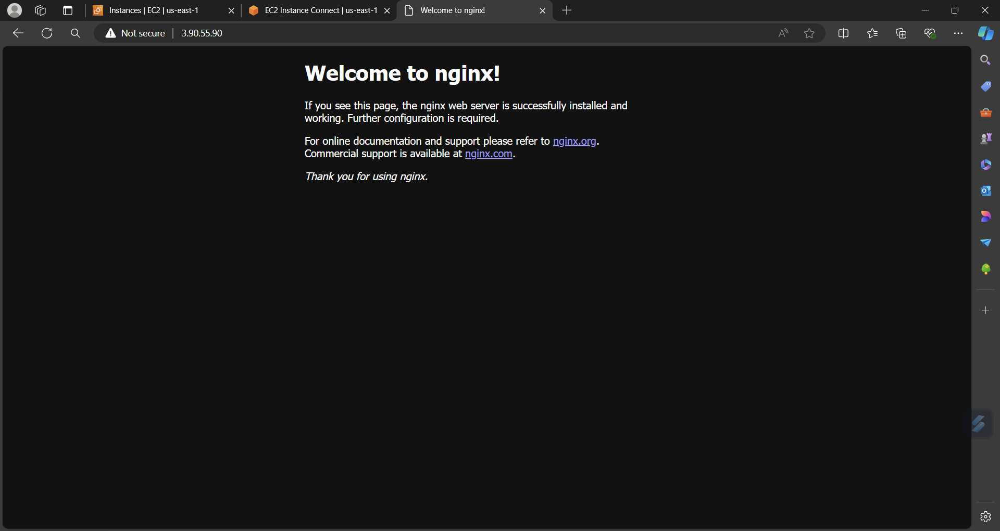 Instances | EC2 | us-east-1
EC2 Instance Connect | us-east-1
Welcome to nginx!
Not secure | 3.90.55.90
Welcome to nginx!
If you see this page, the nginx web server is successfully installed and
working. Further configuration is required.
For online documentation and support please refer to nginx.org.
Commercial support is available at nginx.com.
Thank you for using nginx.